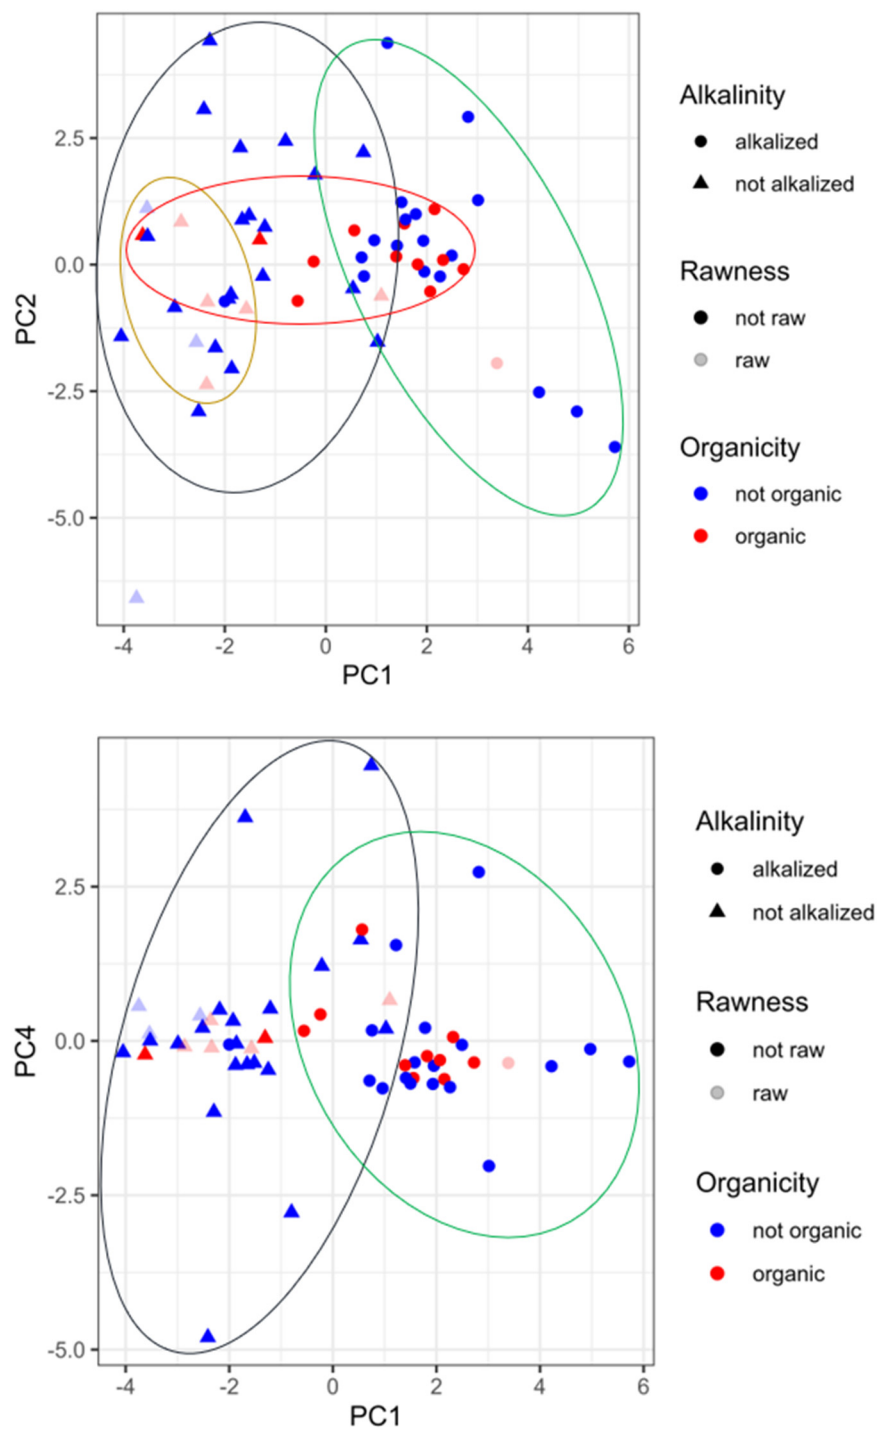 2.5
0.0
-2.5
-5.0
PC2
-4 -2 0 2 4 6
PC1
Alkalinity
alkalized
not alkalized
Rawness
not raw
raw
Organicity
not organic
organic
2.5
0.0
-2.5
-5.0
PC4
-4 -2 0 2 4 6
PC1
Alkalinity
alkalized
not alkalized
Rawness
not raw
raw
Organicity
not organic
organic